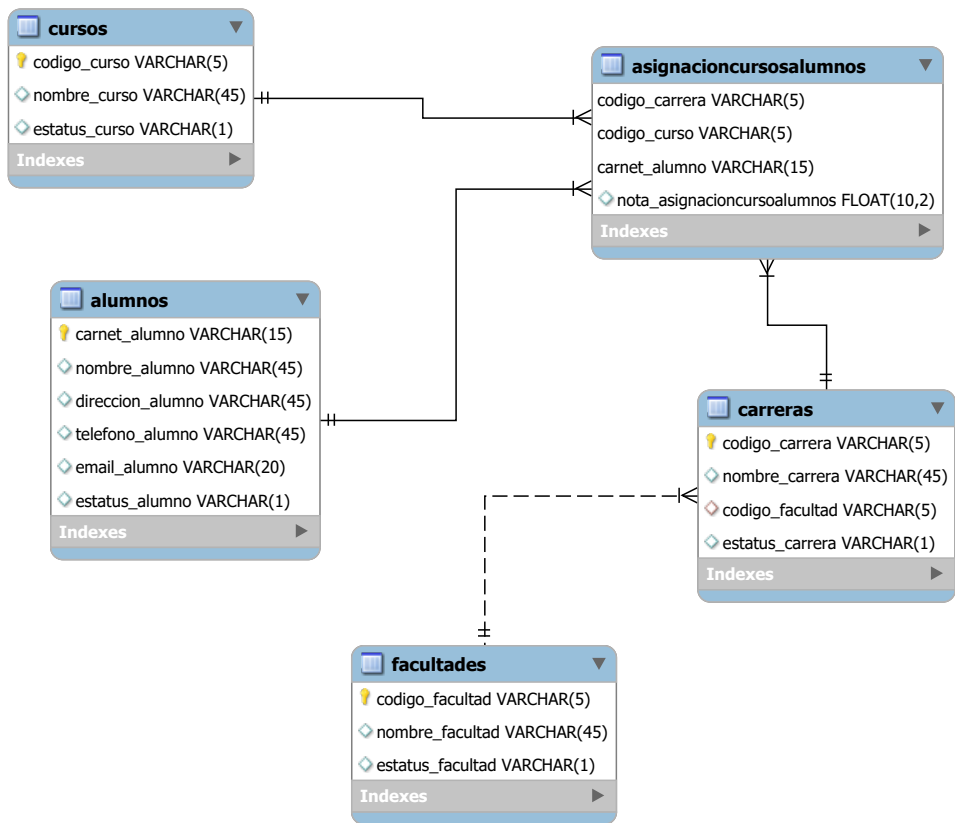 cursos
codigo_curso VARCHAR(5)
nombre_curso VARCHAR(45)
estatus_curso VARCHAR(1)
Indexes
asignacioncursosalumnos
codigo_carrera VARCHAR(5)
codigo_curso VARCHAR(5)
carnet_alumno VARCHAR(15)
nota_asignacioncursoalumnos FLOAT(10,2)
Indexes
alumnos
carnet_alumno VARCHAR(15)
nombre_alumno VARCHAR(45)
direccion_alumno VARCHAR(45)
telefono_alumno VARCHAR(45)
email_alumno VARCHAR(20)
estatus_alumno VARCHAR(1)
Indexes
carreras
codigo_carrera VARCHAR(5)
nombre_carrera VARCHAR(45)
codigo_facultad VARCHAR(5)
estatus_carrera VARCHAR(1)
Indexes
facultades
codigo_facultad VARCHAR(5)
nombre_facultad VARCHAR(45)
estatus_facultad VARCHAR(1)
Indexes